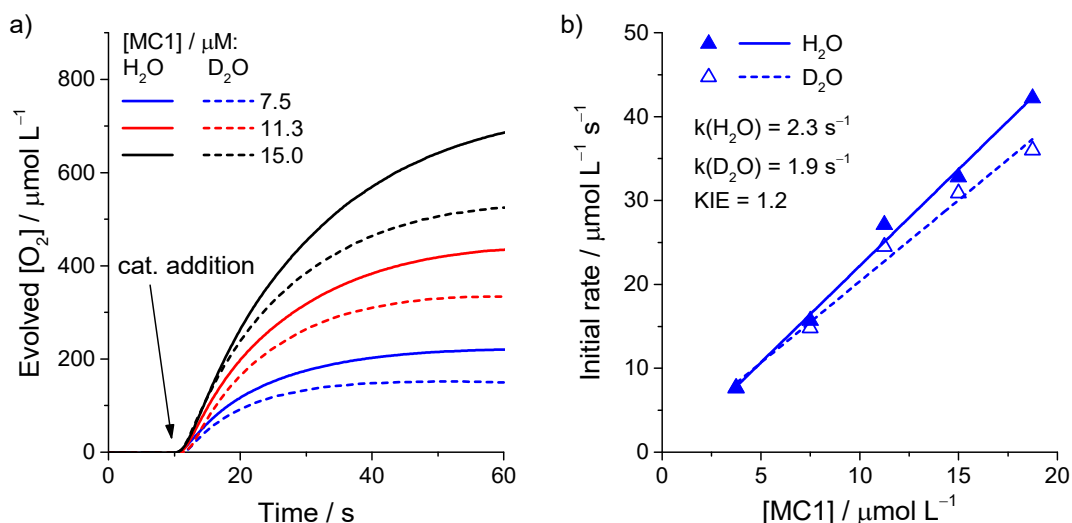 a)
[MC1] / μM:
H₂O D₂O
7.5
11.3
15.0
cat. addition
800
600
400
200
0
Evolved [O₂] / μmol L⁻¹
0 20 40 60
Time / s
b)
H₂O
D₂O
k(H₂O) = 2.3 s⁻¹
k(D₂O) = 1.9 s⁻¹
KIE = 1.2
50
40
30
20
10
0
Initial rate / μmol L⁻¹ s⁻¹
0 5 10 15 20
[MC1] / μmol L⁻¹